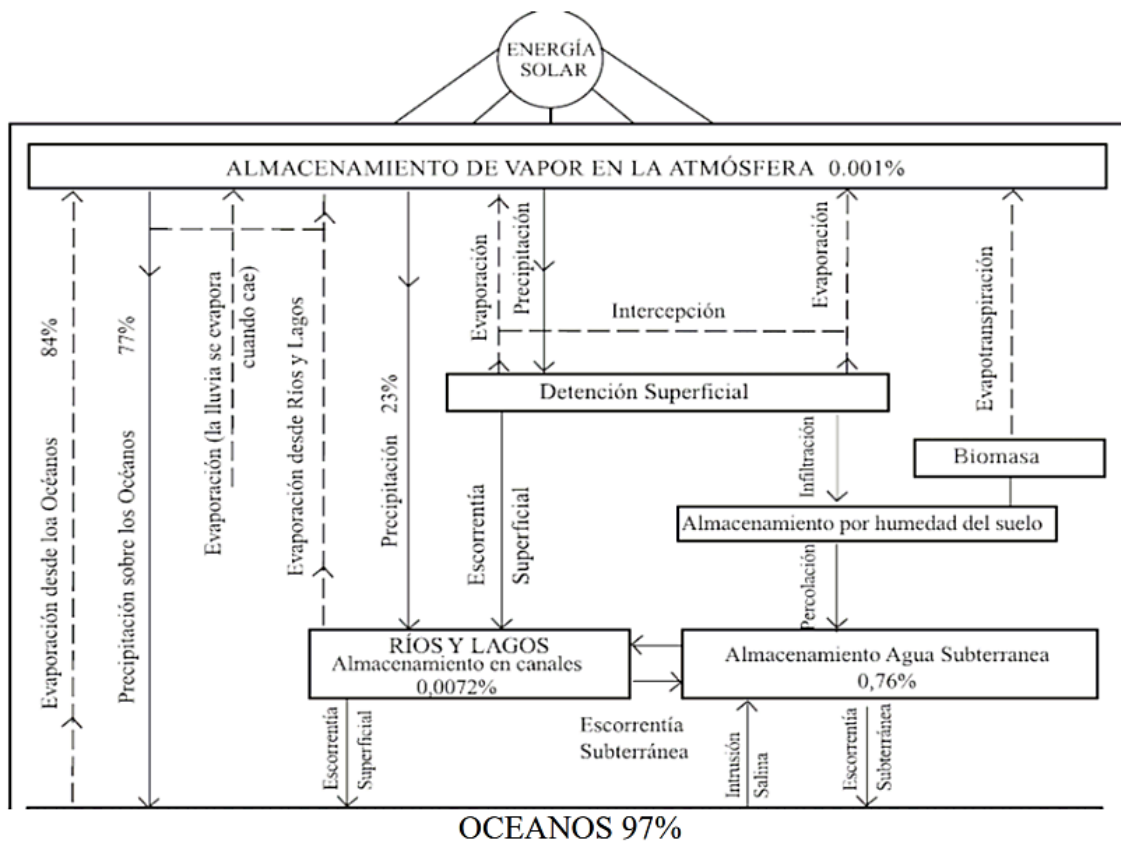 ENERGÍA
SOLAR
ALMACENAMIENTO DE VAPOR EN LA ATMÓSFERA 0.001%
Evaporación desde loa Océanos 84%
Precipitación sobre los Océanos 77%
Evaporación (la lluvia se evapora
cuando cae)
Evaporación desde Ríos y Lagos
Precipitación 23%
Evaporación
Precipitación
Intercepción
Evaporación
Evapotranspiración
Detención Superficial
Biomasa
Escorrentía
Superficial
Infiltración
Almacenamiento por humedad del suelo
Percolación
RÍOS Y LAGOS
Almacenamiento en canales
0,0072%
Almacenamiento Agua Subterranea
0,76%
Escorrentía
Superficial
Escorrentía
Subterránea
Intrusión
Salina
Escorrentía
Subterránea
OCEANOS 97%